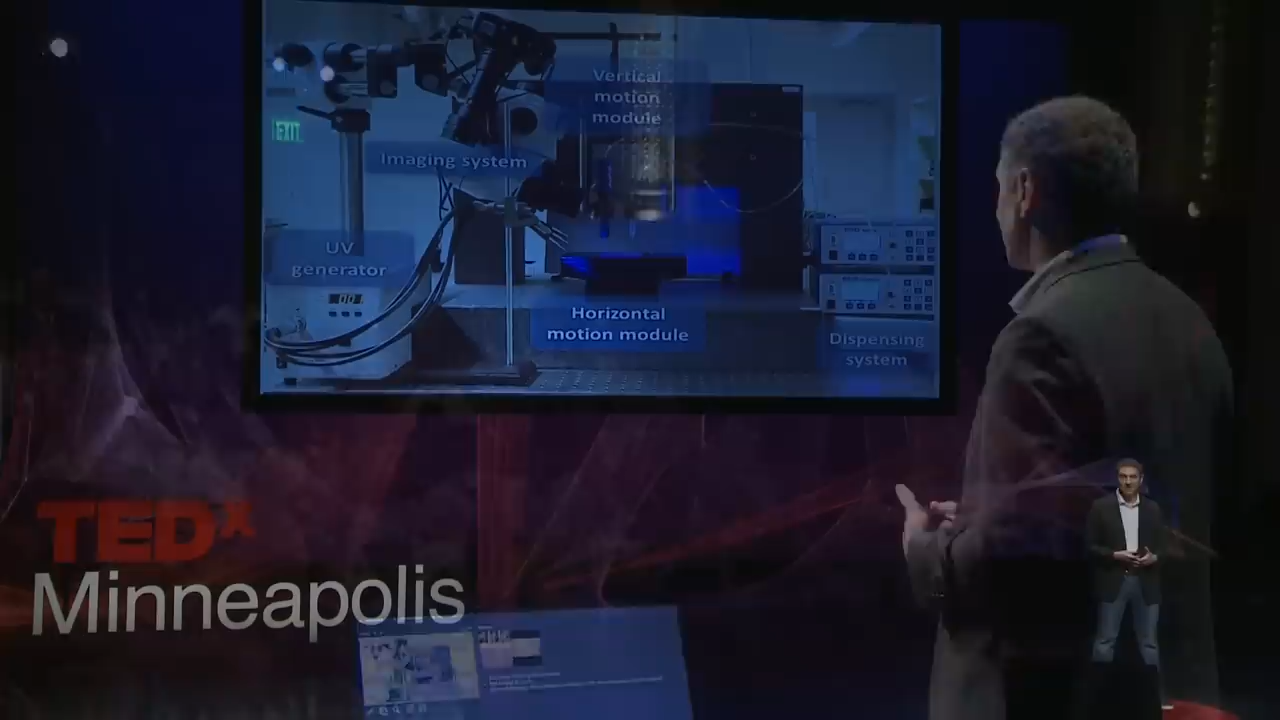 EXIT
Vertical
motion
module
Imaging system
UV
generator
Horizontal
motion module
Dispensing
system
TEDx
Minneapolis